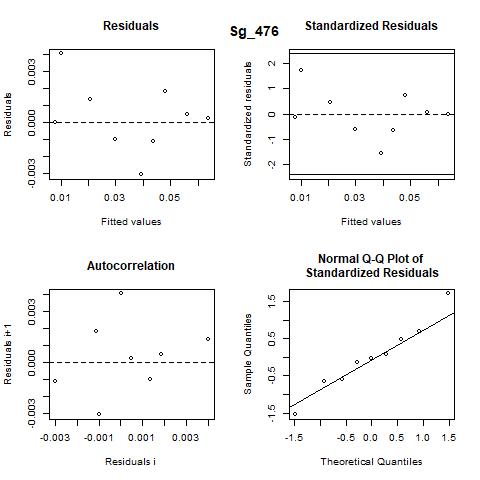 Sg_476
Residuals
Residuals
0.003
0.000
-0.003
0.01
0.05
Fitted values
Standardized Residuals
Standardized residuals
2
1
0
-1
-2
0.01
0.05
Fitted values
Autocorrelation
Residuals i+1
0.003
0.000
-0.003
-0.003
-0.001
0.001
0.003
Residuals i
Normal Q-Q Plot of
Standardized Residuals
Sample Quantiles
1.5
0.5
-0.5
-1.5
-1.5
-0.5
0.0
0.5
1.0
1.5
Theoretical Quantiles